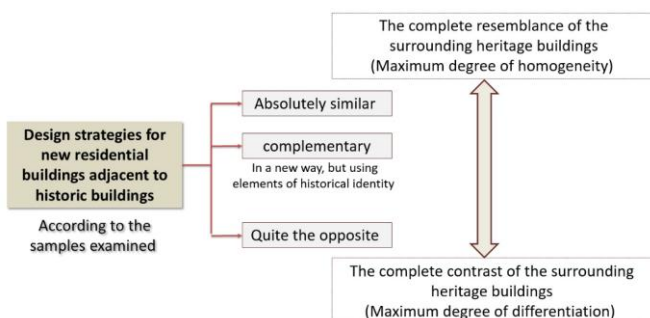 Design strategies for
new residential
buildings adjacent to
historic buildings
According to the
samples examined
Absolutely similar
complementary
In a new way, but using
elements of historical identity
Quite the opposite
The complete resemblance of the
surrounding heritage buildings
(Maximum degree of homogeneity)
The complete contrast of the surrounding
heritage buildings
(Maximum degree of differentiation)